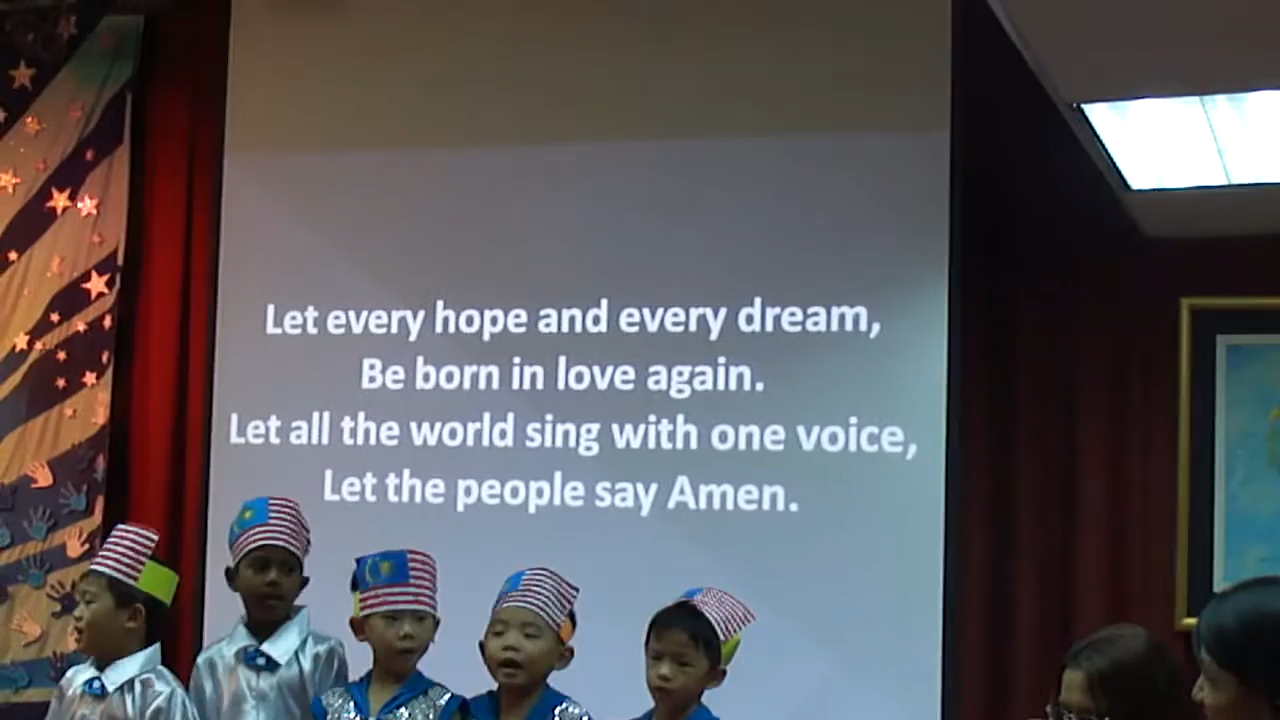 Let every hope and every dream,
Be born in love again.
Let all the world sing with one voice,
Let the people say Amen.